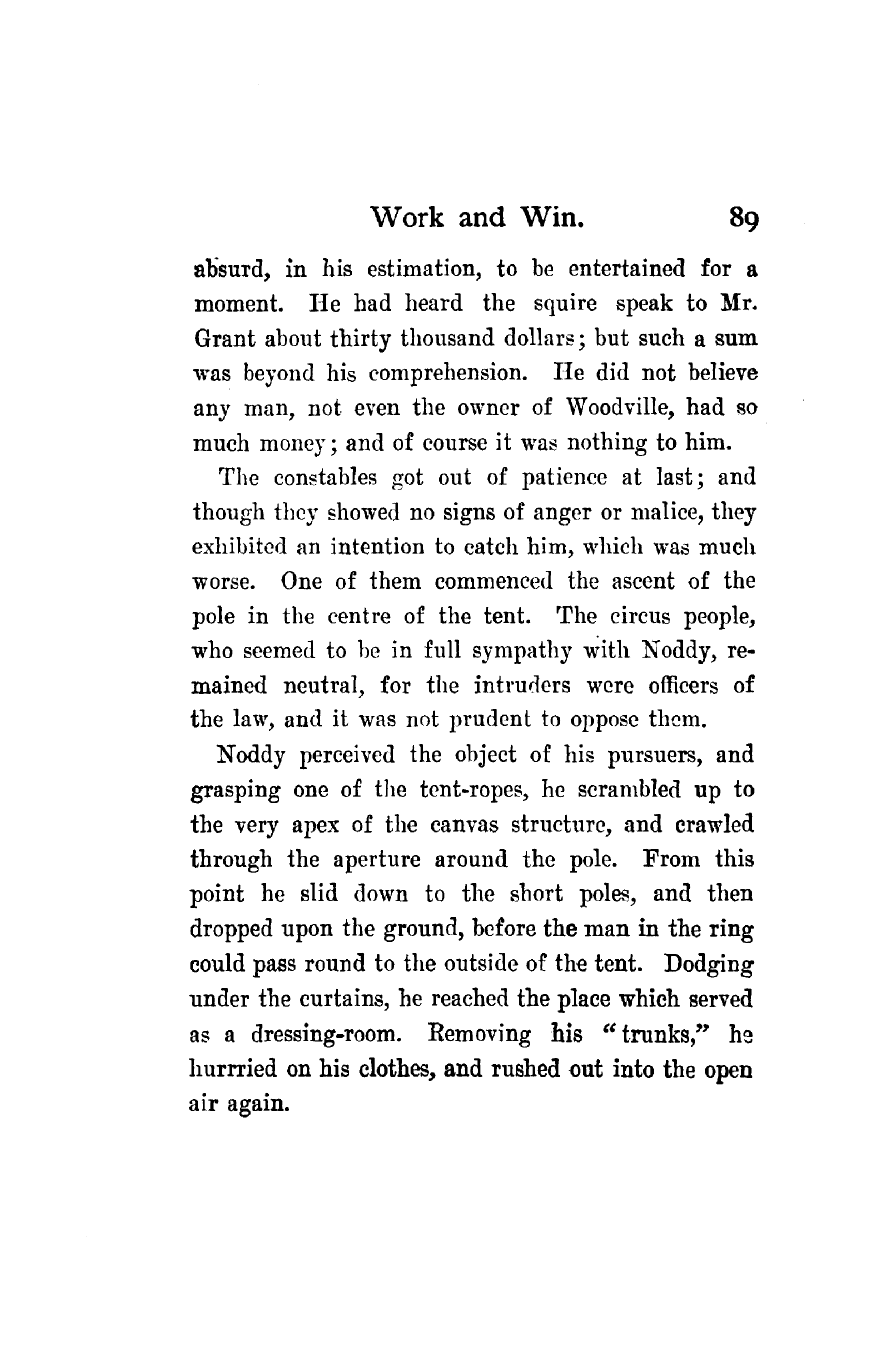 Work and Win. 89
absurd, in his estimation, to be entertained for a
moment. He had heard the squire speak to Mr.
Grant about thirty thousand dollars; but such a sum
was beyond his comprehension. He did not believe
any man, not even the owner of Woodville, had so
much money; and of course it was nothing to him.
The constables got out of patience at last; and
though they showed no signs of anger or malice, they
exhibited an intention to catch him, which was much
worse. One of them commenced the ascent of the
pole in the centre of the tent. The circus people,
who seemed to be in full sympathy with Noddy, re-
mained neutral, for the intruders were officers of
the law, and it was not prudent to oppose them.
Noddy perceived the object of his pursuers, and
grasping one of the tent-ropes, he scrambled up to
the very apex of the canvas structure, and crawled
through the aperture around the pole. From this
point he slid down to the short poles, and then
dropped upon the ground, before the man in the ring
could pass round to the outside of the tent. Dodging
under the curtains, he reached the place which served
as a dressing-room. Removing his “trunks,” he
hurrried on his clothes, and rushed out into the open
air again.